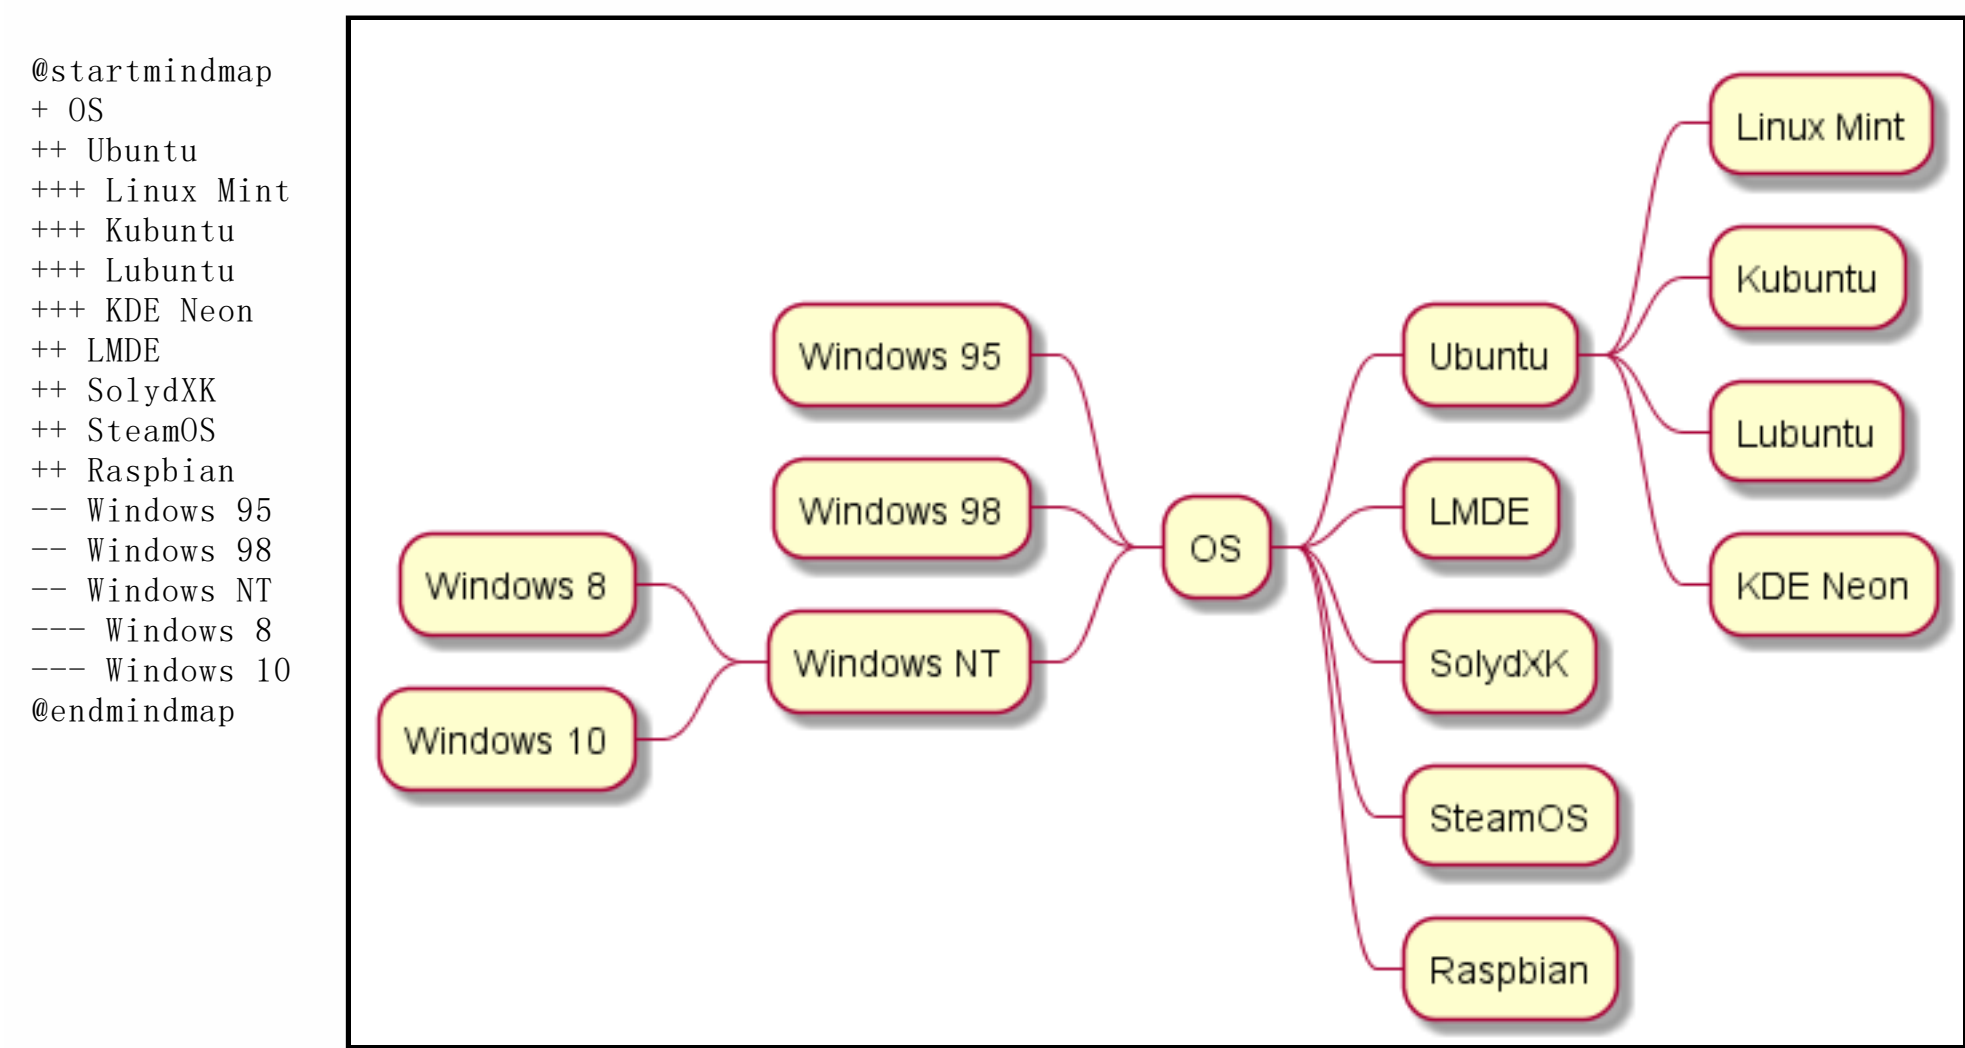 @startmindmap
+ OS
++ Ubuntu
+++ Linux Mint
+++ Kubuntu
+++ Lubuntu
+++ KDE Neon
++ LMDE
++ SolydXK
++ SteamOS
++ Raspbian
-- Windows 95
-- Windows 98
-- Windows NT
--- Windows 8
--- Windows 10
@endmindmap
Linux Mint
Kubuntu
Windows 95
Ubuntu
Lubuntu
Windows 98
LMDE
OS
Windows 8
KDE Neon
Windows NT
SolydXK
Windows 10
SteamOS
Raspbian